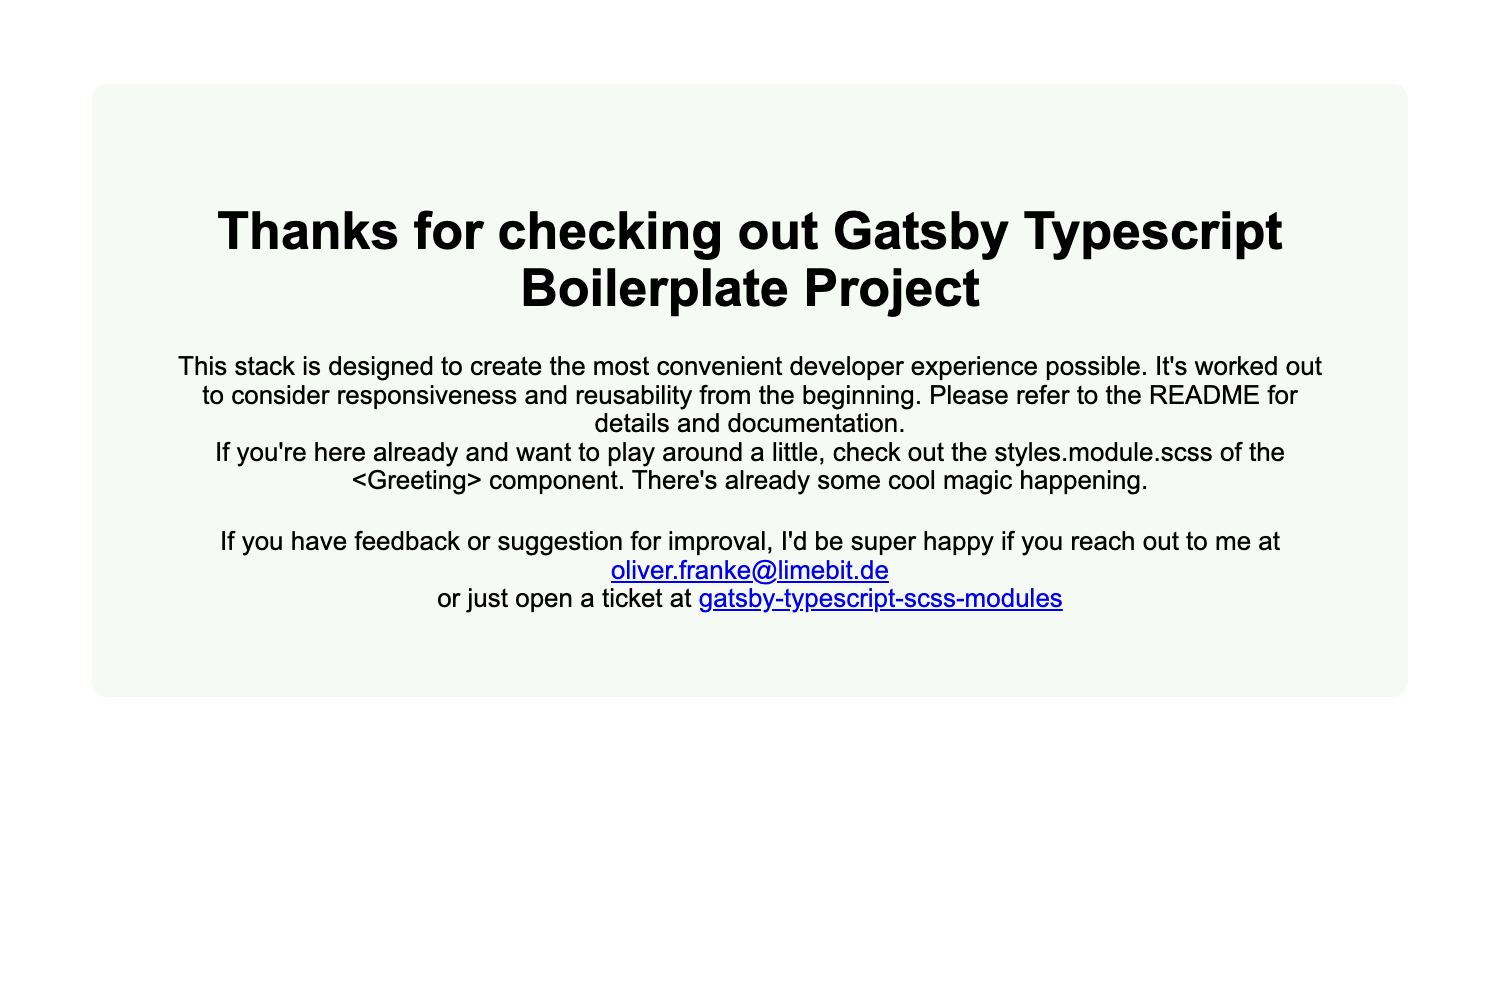 Thanks for checking out Gatsby Typescript
Boilerplate Project
This stack is designed to create the most convenient developer experience possible. It's worked out
to consider responsiveness and reusability from the beginning. Please refer to the README for
details and documentation.
If you're here already and want to play around a little, check out the styles.module.scss of the
<Greeting> component. There's already some cool magic happening.
If you have feedback or suggestion for improval, I'd be super happy if you reach out to me at
oliver.franke@limebit.de
or just open a ticket at gatsby-typescript-scss-modules